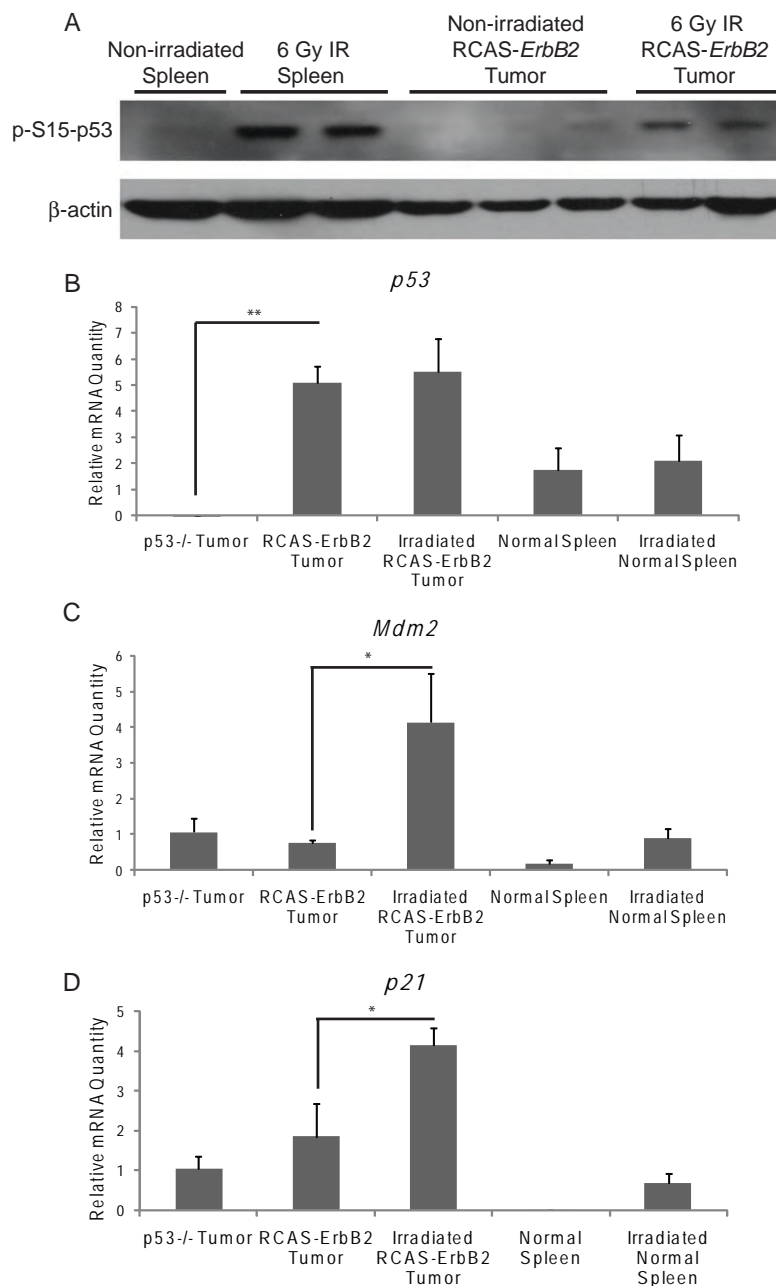 A
Non-irradiated Spleen
6 Gy IR Spleen
Non-irradiated RCAS-ErbB2 Tumor
6 Gy IR RCAS-ErbB2 Tumor
p-S15-p53
β-actin
B
p53
Relative mRNA Quantity
8
7
6
5
4
3
2
1
0
**
p53-/- Tumor
RCAS-ErbB2 Tumor
Irradiated RCAS-ErbB2 Tumor
Normal Spleen
Irradiated Normal Spleen
C
Mdm2
Relative mRNA Quantity
6
5
4
3
2
1
0
*
p53-/- Tumor
RCAS-ErbB2 Tumor
Irradiated RCAS-ErbB2 Tumor
Normal Spleen
Irradiated Normal Spleen
D
p21
Relative mRNA Quantity
5
4
3
2
1
0
*
p53-/- Tumor
RCAS-ErbB2 Tumor
Irradiated RCAS-ErbB2 Tumor
Normal Spleen
Irradiated Normal Spleen